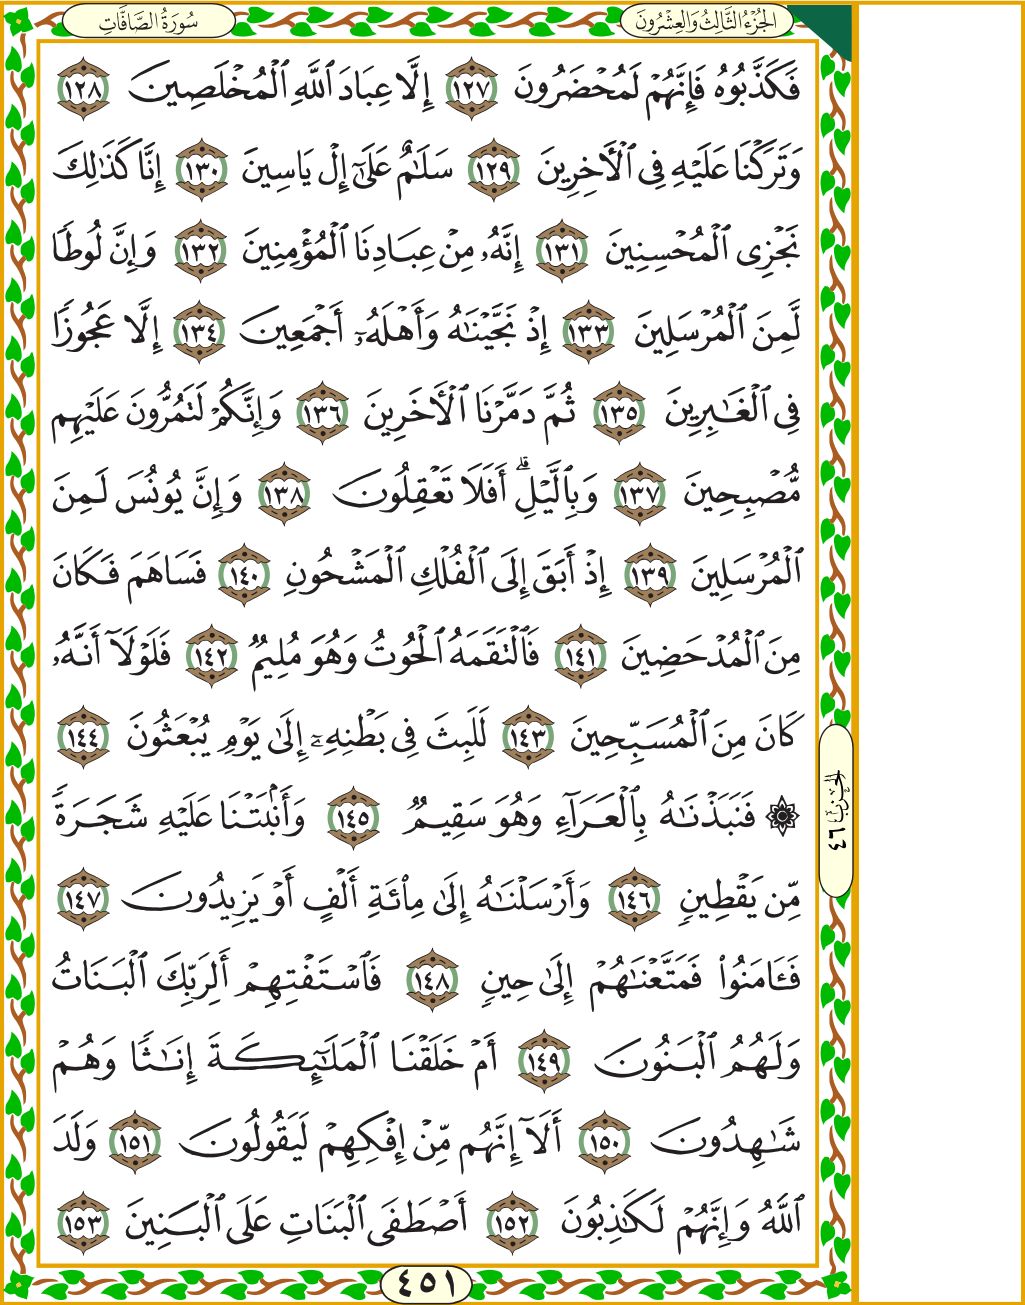 الجُزْءُ الثَّالِثُ وَالعِشْرُونَ
سُورَةُ الصَّافَّاتِ
فَكَذَّبُوهُ فَإِنَّهُمْ لَمُحْضَرُونَ ١٢٧ إِلَّا عِبَادَ ٱللَّهِ ٱلْمُخْلَصِينَ ١٢٨
وَتَرَكْنَا عَلَيْهِ فِى ٱلْأَخِرِينَ ١٢٩ سَلَـٰمٌ عَلَىٰٓ إِلْ يَاسِينَ ١٣٠ إِنَّا كَذَٰلِكَ
نَجْزِى ٱلْمُحْسِنِينَ ١٣١ إِنَّهُۥ مِنْ عِبَادِنَا ٱلْمُؤْمِنِينَ ١٣٢ وَإِنَّ لُوطًا
لَّمِنَ ٱلْمُرْسَلِينَ ١٣٣ إِذْ نَجَّيْنَـٰهُ وَأَهْلَهُۥٓ أَجْمَعِينَ ١٣٤ إِلَّا عَجُوزًا
فِى ٱلْغَـٰبِرِينَ ١٣٥ ثُمَّ دَمَّرْنَا ٱلْأَخَرِينَ ١٣٦ وَإِنَّكُمْ لَتَمُرُّونَ عَلَيْهِم
مُّصْبِحِينَ ١٣٧ وَبِٱلَّيْلِ ۗ أَفَلَا تَعْقِلُونَ ١٣٨ وَإِنَّ يُونُسَ لَمِنَ
ٱلْمُرْسَلِينَ ١٣٩ إِذْ أَبَقَ إِلَى ٱلْفُلْكِ ٱلْمَشْحُونِ ١٤٠ فَسَاهَمَ فَكَانَ
مِنَ ٱلْمُدْحَضِينَ ١٤١ فَٱلْتَقَمَهُ ٱلْحُوتُ وَهُوَ مُلِيمٌ ١٤٢ فَلَوْلَآ أَنَّهُۥ
كَانَ مِنَ ٱلْمُسَبِّحِينَ ١٤٣ لَلَبِثَ فِى بَطْنِهِۦٓ إِلَىٰ يَوْمِ يُبْعَثُونَ ١٤٤
۞ فَنَبَذْنَـٰهُ بِٱلْعَرَآءِ وَهُوَ سَقِيمٌ ١٤٥ وَأَنۢبَتْنَا عَلَيْهِ شَجَرَةً
مِّن يَقْطِينٍ ١٤٦ وَأَرْسَلْنَـٰهُ إِلَىٰ مِا۟ئَةِ أَلْفٍ أَوْ يَزِيدُونَ ١٤٧
فَـَٔامَنُوا۟ فَمَتَّعْنَـٰهُمْ إِلَىٰ حِينٍ ١٤٨ فَٱسْتَفْتِهِمْ أَلِرَبِّكَ ٱلْبَنَاتُ
وَلَهُمُ ٱلْبَنُونَ ١٤٩ أَمْ خَلَقْنَا ٱلْمَلَـٰٓئِكَةَ إِنَـٰثًا وَهُمْ
شَـٰهِدُونَ ١٥٠ أَلَآ إِنَّهُم مِّنْ إِفْكِهِمْ لَيَقُولُونَ ١٥١ وَلَدَ
ٱللَّهُ وَإِنَّهُمْ لَكَـٰذِبُونَ ١٥٢ أَصْطَفَى ٱلْبَنَاتِ عَلَى ٱلْبَنِينَ ١٥٣
الحِزْبُ ٤٦
٤٥١